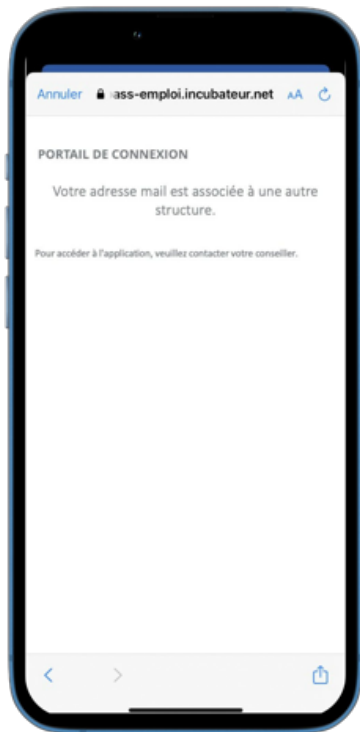 Annuler ass-emploi.incubateur.net AA
PORTAIL DE CONNEXION
Votre adresse mail est associée à une autre
structure.
Pour accéder à l'application, veuillez contacter votre conseiller.